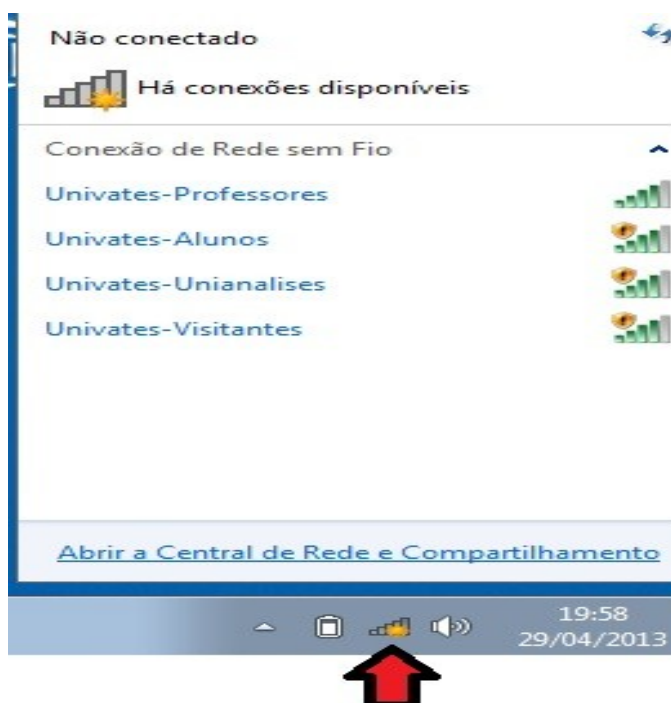 Não conectado
Há conexões disponíveis
Conexão de Rede sem Fio
Univates-Professores
Univates-Alunos
Univates-Unianalises
Univates-Visitantes
Abrir a Central de Rede e Compartilhamento
19:58
29/04/2013